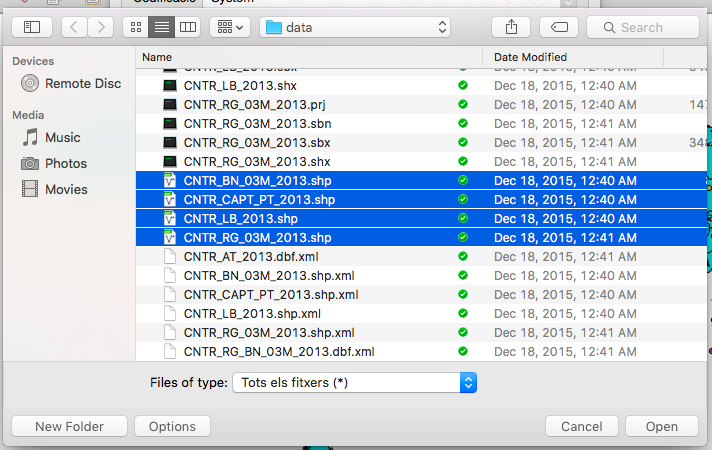 System
data
Search
Devices
Remote Disc
Media
Music
Photos
Movies
Name Date Modified
CNTR_LB_2013.sbx Dec 18, 2015, 12:40 AM
CNTR_LB_2013.shx Dec 18, 2015, 12:40 AM
CNTR_RG_03M_2013.prj Dec 18, 2015, 12:40 AM 147
CNTR_RG_03M_2013.sbn Dec 18, 2015, 12:41 AM
CNTR_RG_03M_2013.sbx Dec 18, 2015, 12:41 AM 348
CNTR_RG_03M_2013.shx Dec 18, 2015, 12:41 AM
CNTR_BN_03M_2013.shp Dec 18, 2015, 12:40 AM
CNTR_CAPT_PT_2013.shp Dec 18, 2015, 12:40 AM
CNTR_LB_2013.shp Dec 18, 2015, 12:40 AM
CNTR_RG_03M_2013.shp Dec 18, 2015, 12:41 AM
CNTR_AT_2013.dbf.xml Dec 18, 2015, 12:41 AM
CNTR_BN_03M_2013.shp.xml Dec 18, 2015, 12:40 AM
CNTR_CAPT_PT_2013.shp.xml Dec 18, 2015, 12:40 AM
CNTR_LB_2013.shp.xml Dec 18, 2015, 12:40 AM
CNTR_RG_03M_2013.shp.xml Dec 18, 2015, 12:41 AM
CNTR_RG_BN_03M_2013.dbf.xml Dec 18, 2015, 12:41 AM
Files of type: Tots els fitxers (*)
New Folder Options Cancel Open